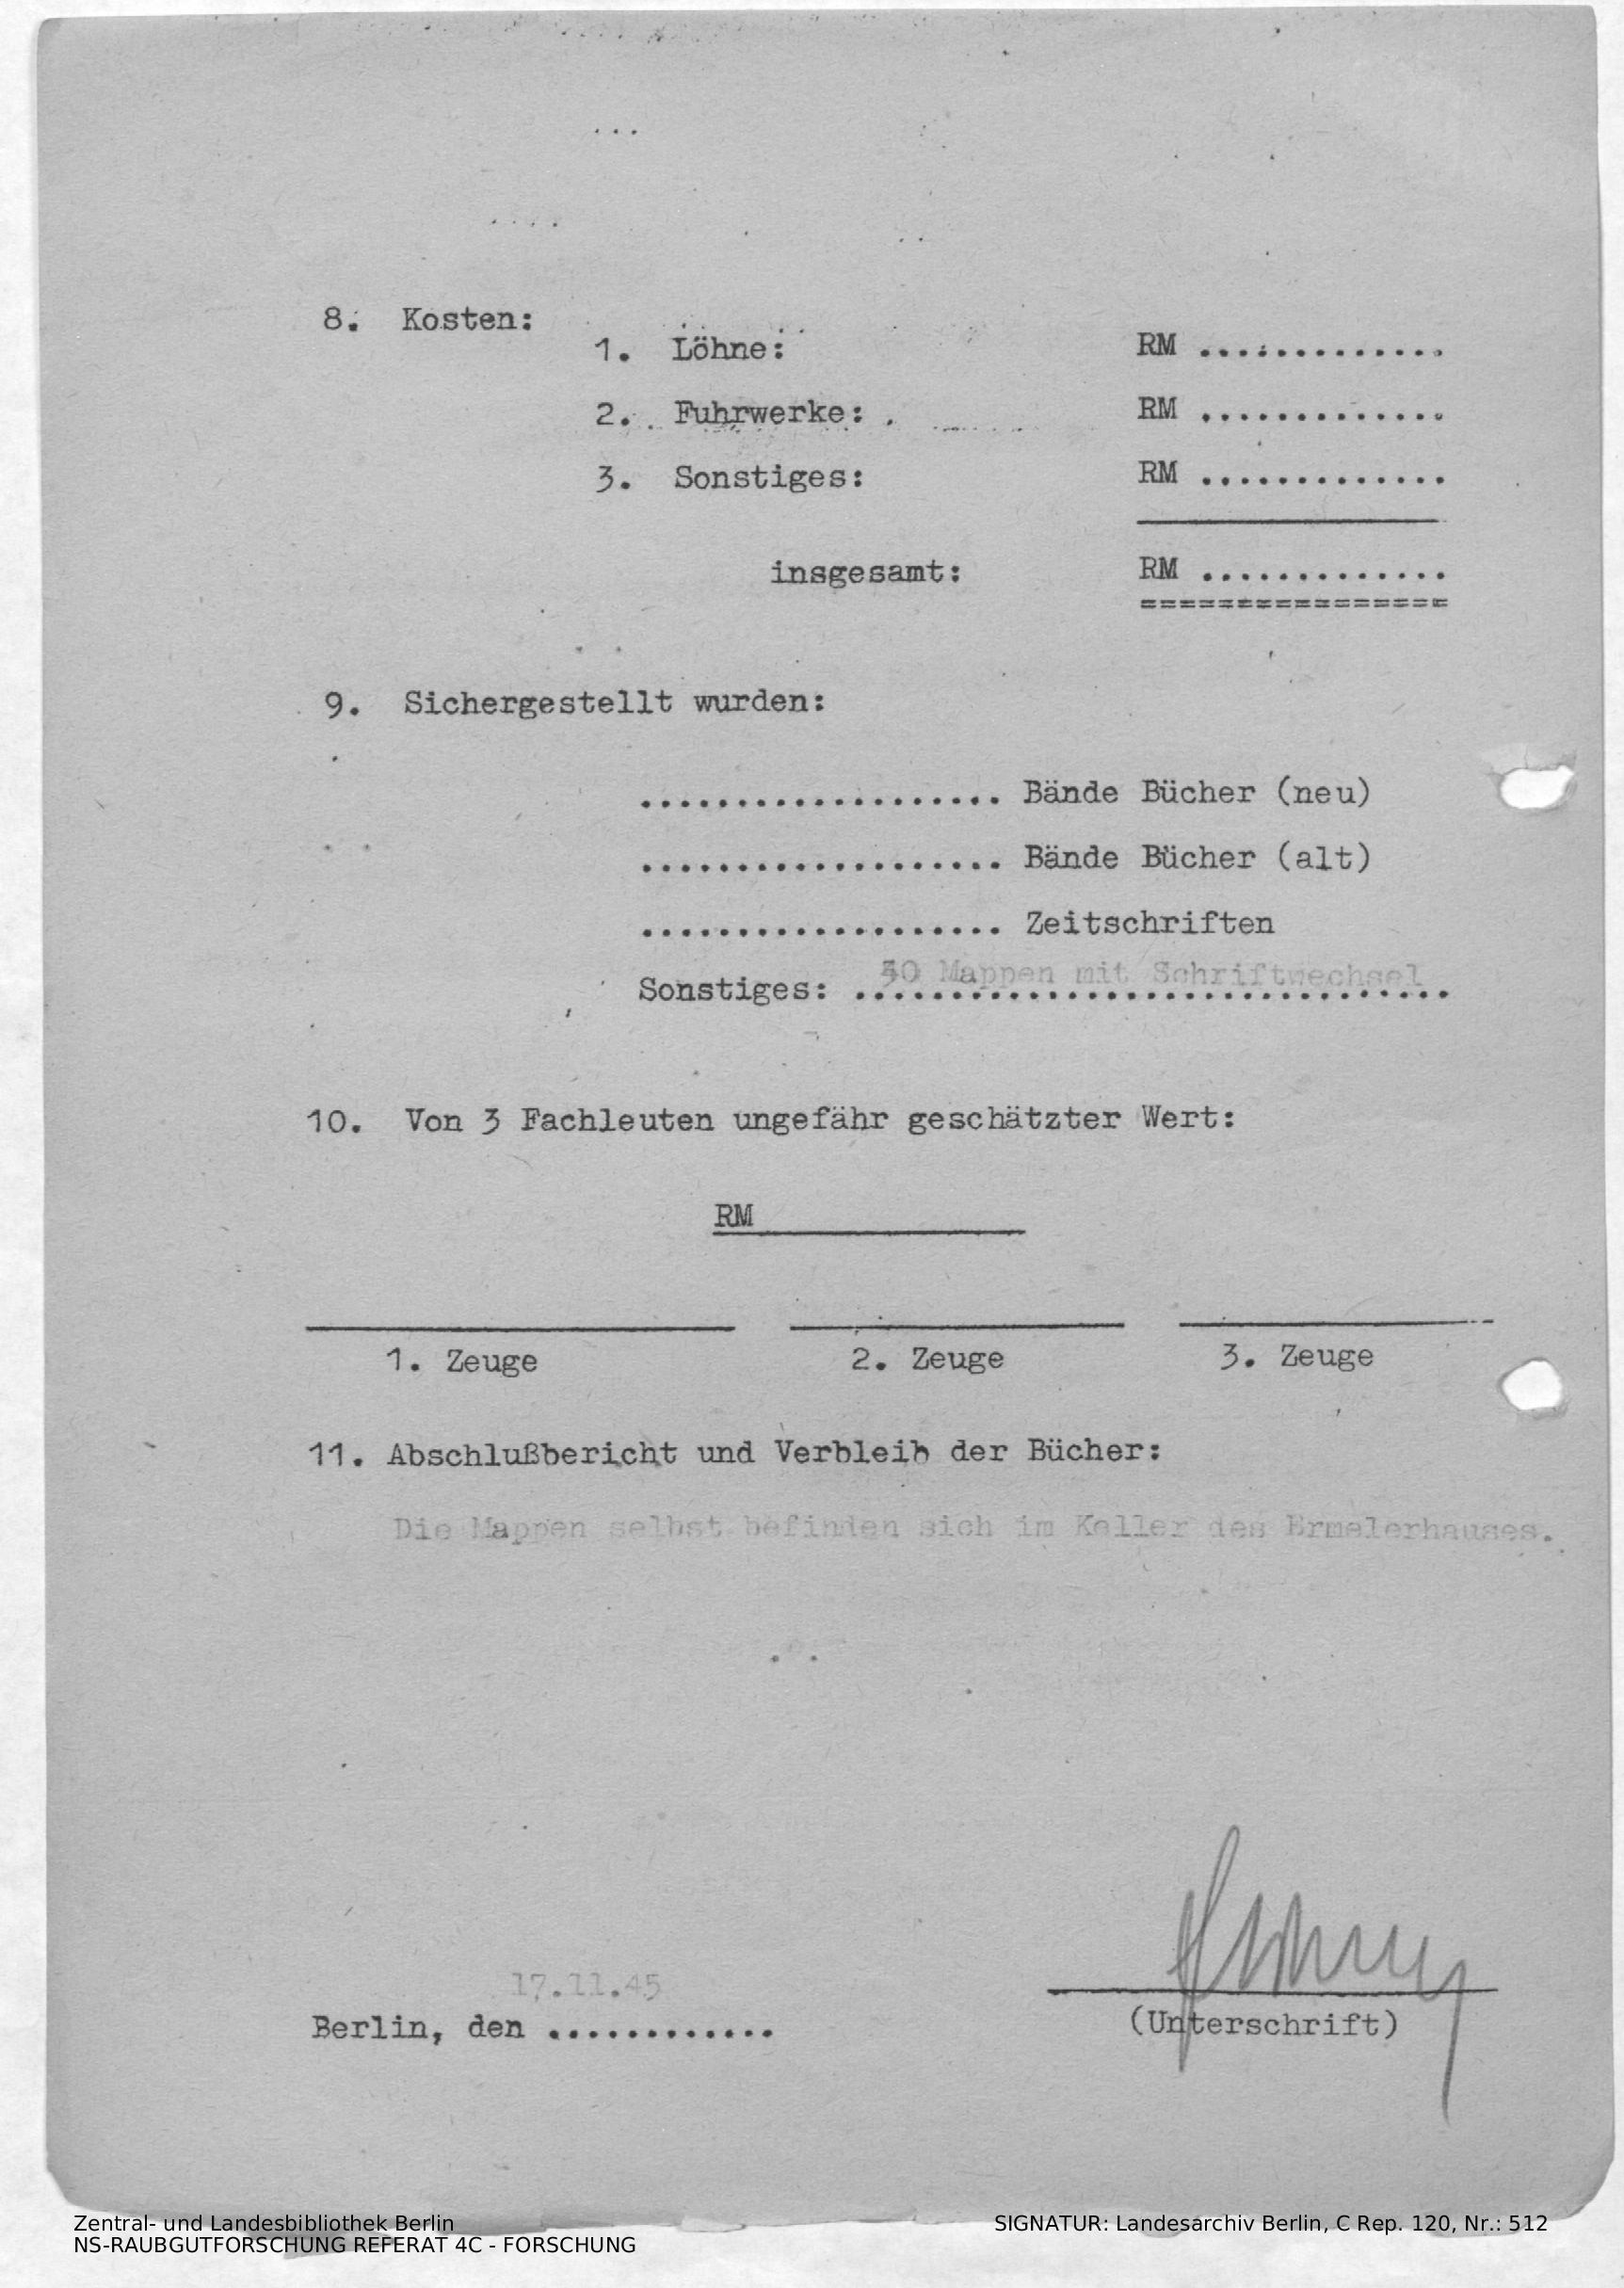 8. Kosten:
1. Löhne: RM .............
2. Fuhrwerke: RM .............
3. Sonstiges: RM .............
insgesamt: RM .............
================
9. Sichergestellt wurden:
................... Bände Bücher (neu)
................... Bände Bücher (alt)
................... Zeitschriften
Sonstiges: Mappen mit Schriftwechsel
10. Von 3 Fachleuten ungefähr geschätzter Wert:
RM
1. Zeuge 2. Zeuge 3. Zeuge
11. Abschlußbericht und Verbleib der Bücher:
Die Mappen selbst befinden sich im Keller des Ermelerhauses.
17.11.45
Berlin, den ............
(Unterschrift)
Zentral- und Landesbibliothek Berlin
NS-RAUBGUTFORSCHUNG REFERAT 4C - FORSCHUNG
SIGNATUR: Landesarchiv Berlin, C Rep. 120, Nr.: 512